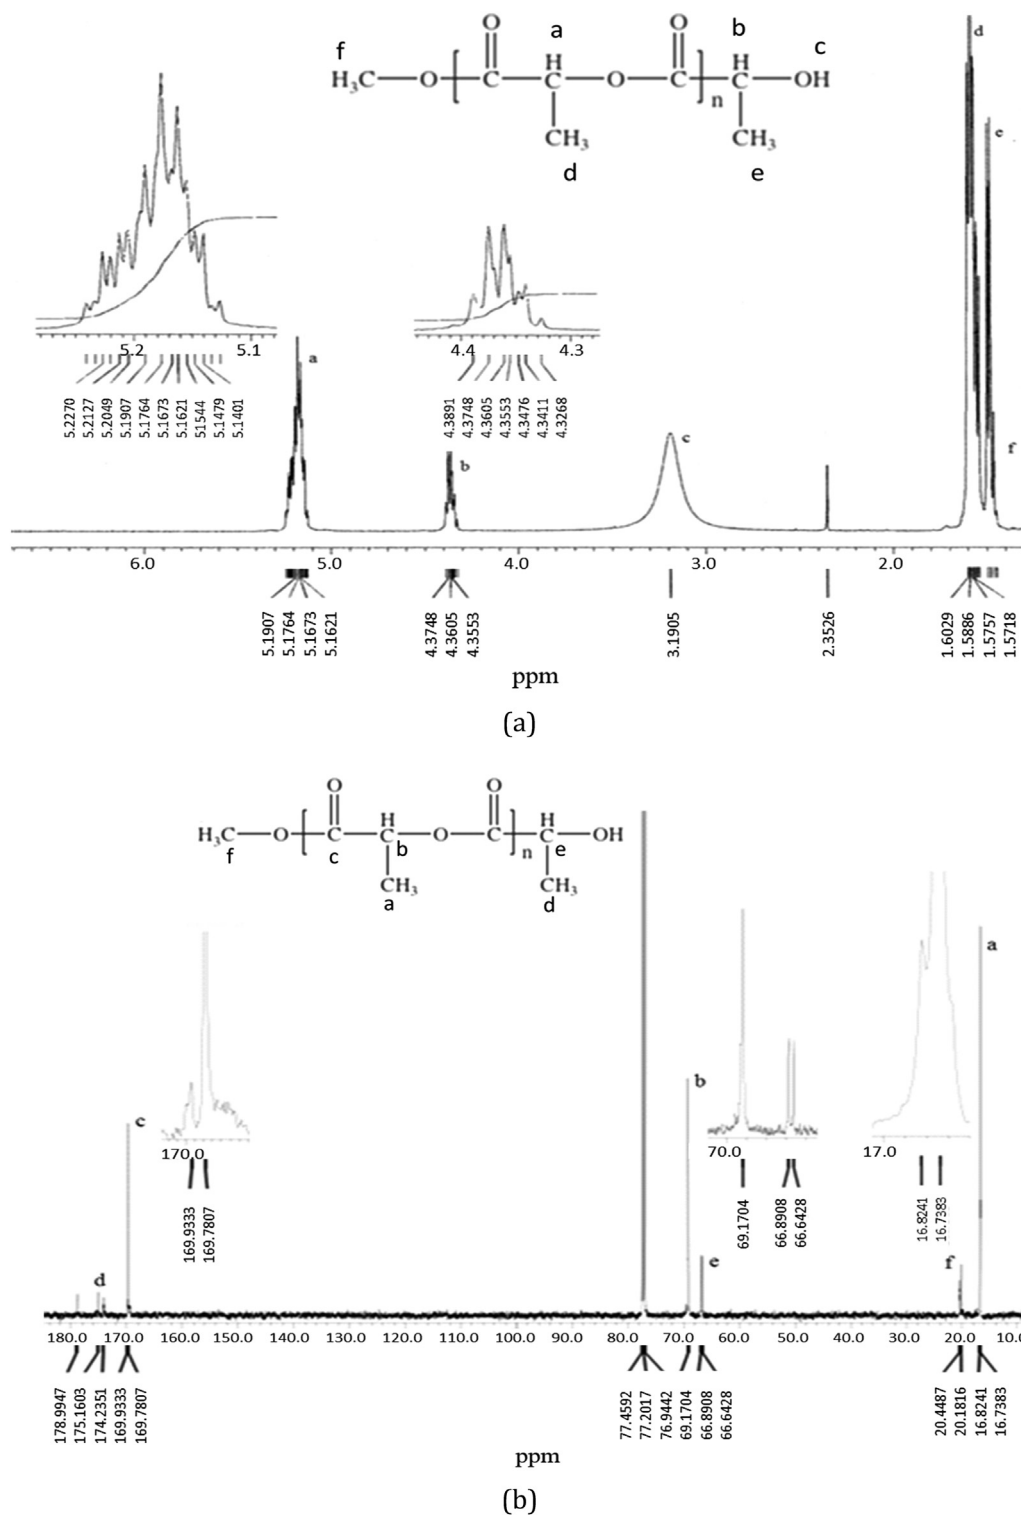 O O
a b
f c
H H
H₃C O C C O C C OH
n
CH₃ CH₃
d e
d
e
5.2 5.1
4.4 4.3
5.2270
5.2127
5.2049
5.1907
5.1764
5.1673
5.1621
51544
5.1479
5.1401
4.3891
4.3748
4.3605
4.3553
4.3476
4.3411
4.3268
a
b
c
f
6.0 5.0 4.0 3.0 2.0
5.1907
5.1764
5.1673
5.1621
4.3748
4.3605
4.3553
3.1905
2.3526
1.6029
1.5886
1.5757
1.5718
ppm
(a)
O O
H H
H₃C O C C O C C OH
f c b n e
CH₃ CH₃
a d
a
b
c
170.0 70.0 17.0
169.9333
169.7807
69.1704
66.8908
66.6428
16.8241
16.7383
d e f
180.0 170.0 160.0 150.0 140.0 130.0 120.0 110.0 100.0 90.0 80.0 70.0 60.0 50.0 40.0 30.0 20.0 10.0
178.9947
175.1603
174.2351
169.9333
169.7807
77.4592
77.2017
76.9442
69.1704
66.8908
66.6428
20.4487
20.1816
16.8241
16.7383
ppm
(b)